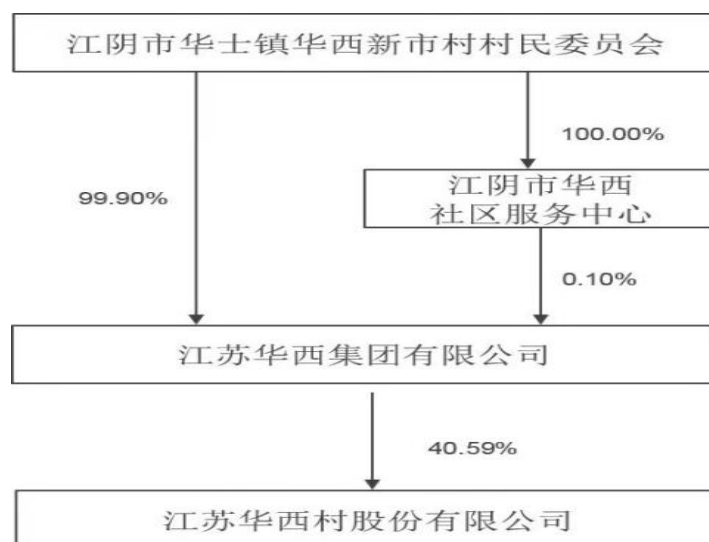 江阴市华士镇华西新市村村民委员会
100.00%
99.90%
江阴市华西
社区服务中心
0.10%
江苏华西集团有限公司
40.59%
江苏华西村股份有限公司